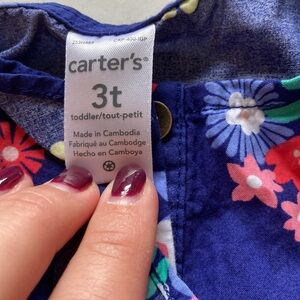 carter's®
3t
toddler/tout-petit
Made in Cambodia
Fabriqué au Cambodge
Hecho en Camboya